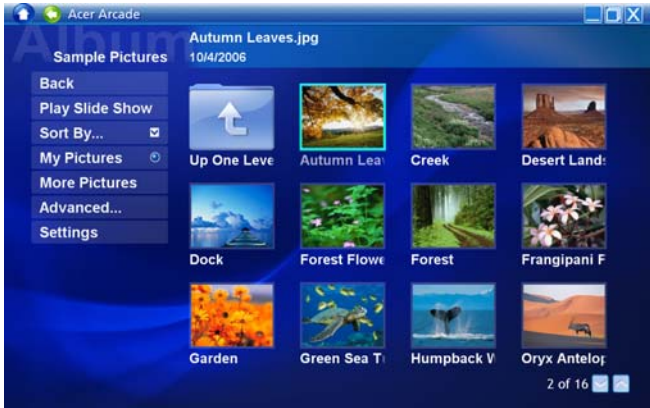 Acer Arcade
Album
Autumn Leaves.jpg
10/4/2006
Sample Pictures
Back
Play Slide Show
Sort By...
My Pictures
More Pictures
Advanced...
Settings
Up One Leve
Autumn Leav
Creek
Desert Lands
Dock
Forest Flowe
Forest
Frangipani F
Garden
Green Sea T
Humpback W
Oryx Antelop
2 of 16